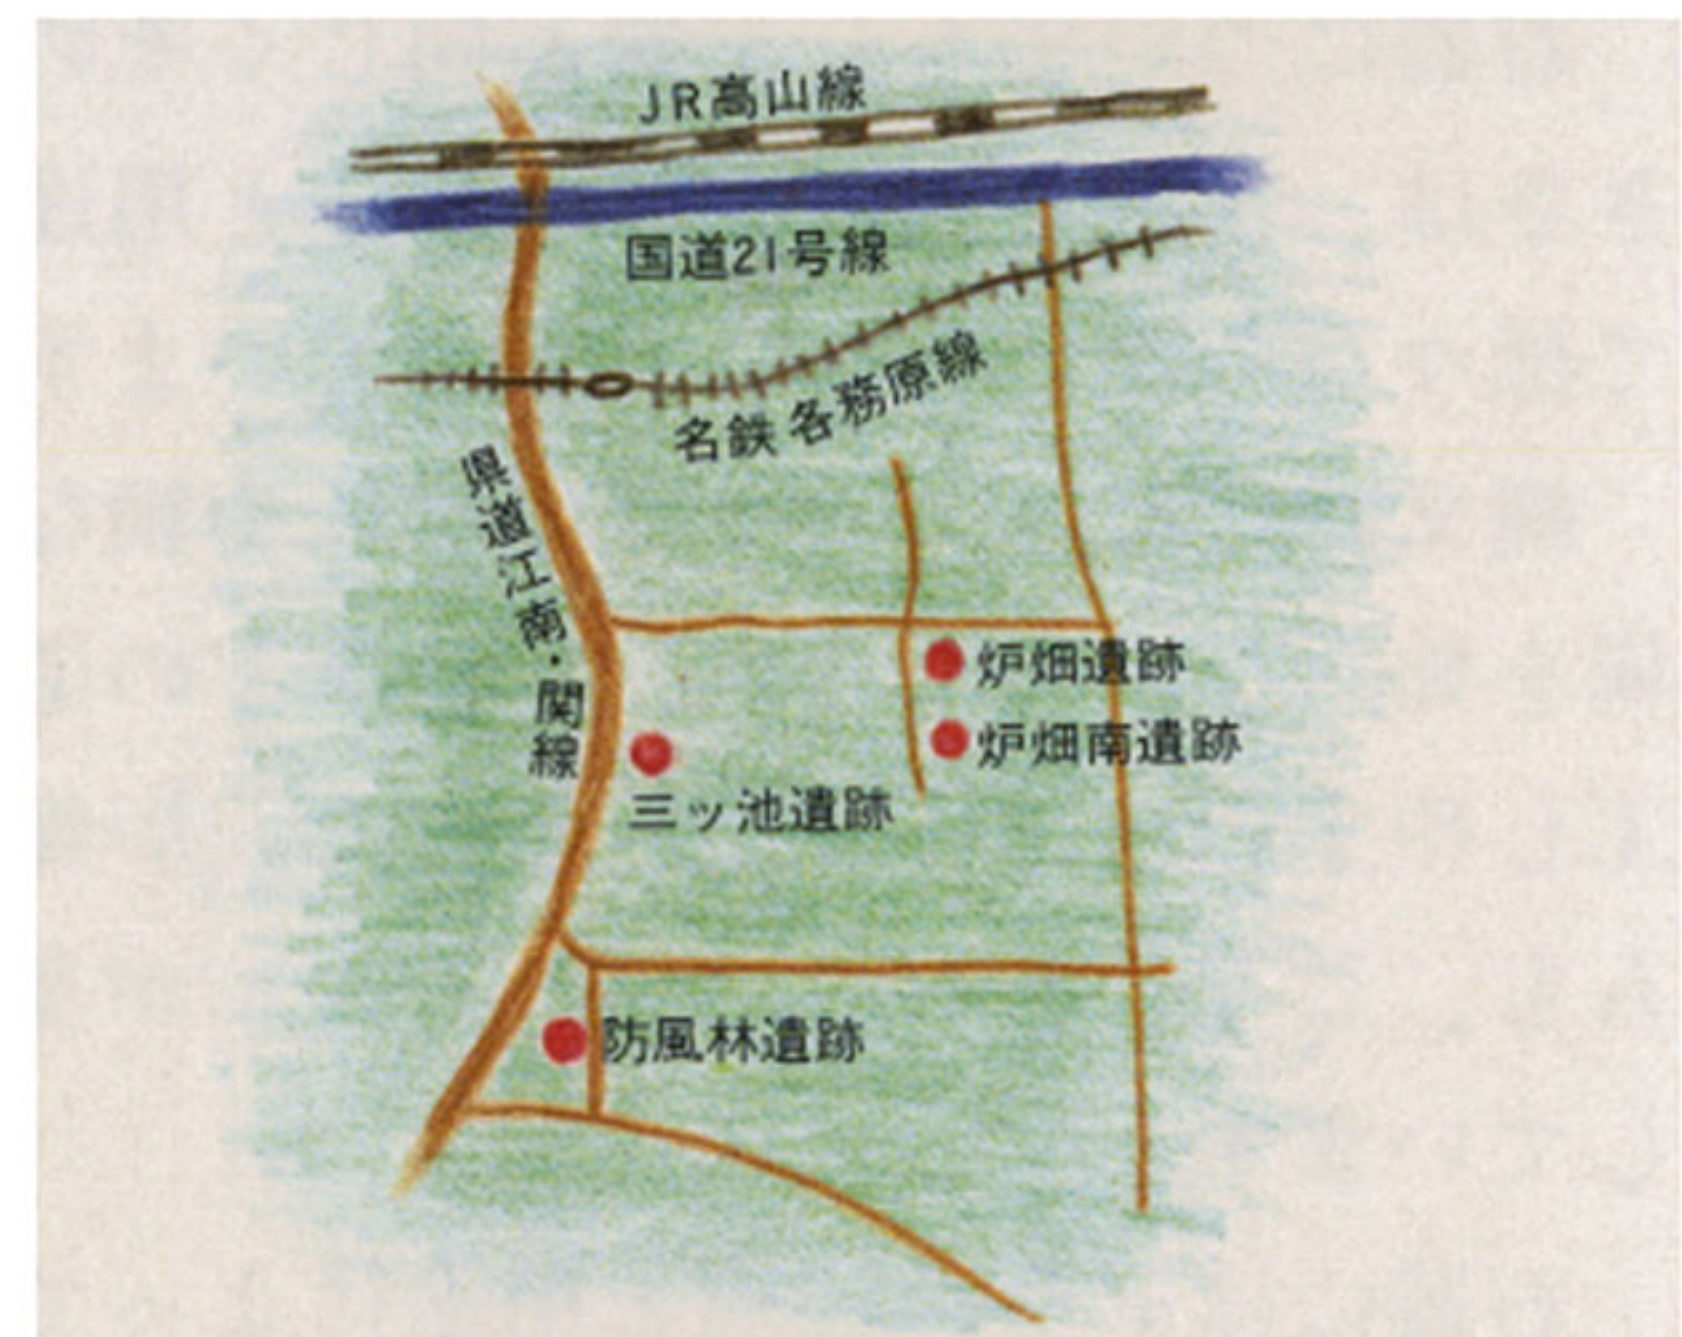 JR高山線
国道21号線
名鉄各務原線
県道江南・関線
炉畑遺跡
炉畑南遺跡
三ッ池遺跡
防風林遺跡